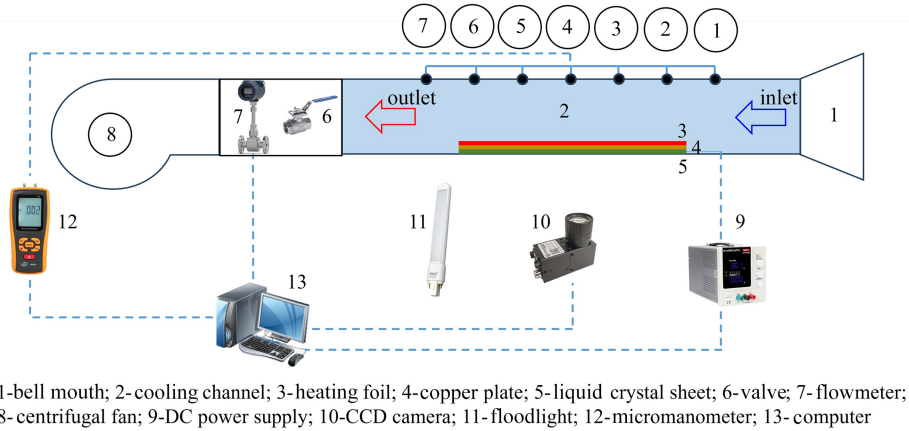 7 6 5 4 3 2 1
outlet
inlet
7
6
2
1
8
3
4
5
0.02
12
11
10
9
13
1-bell mouth; 2-cooling channel; 3-heating foil; 4-copper plate; 5-liquid crystal sheet; 6-valve; 7-flowmeter;
8-centrifugal fan; 9-DC power supply; 10-CCD camera; 11-floodlight; 12-micromanometer; 13-computer